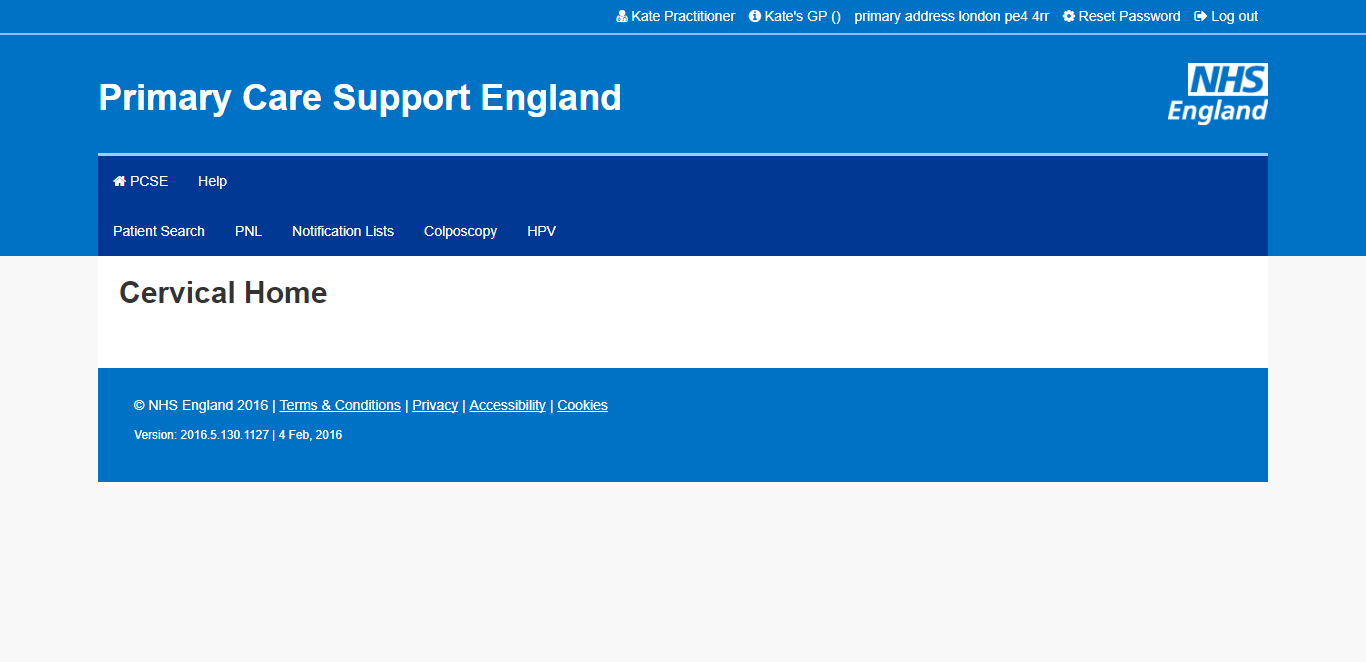 Kate Practitioner Kate's GP () primary address london pe4 4rr Reset Password Log out
Primary Care Support England
NHS
England
PCSE Help
Patient Search PNL Notification Lists Colposcopy HPV
Cervical Home
© NHS England 2016 | Terms & Conditions | Privacy | Accessibility | Cookies
Version: 2016.5.130.1127 | 4 Feb, 2016